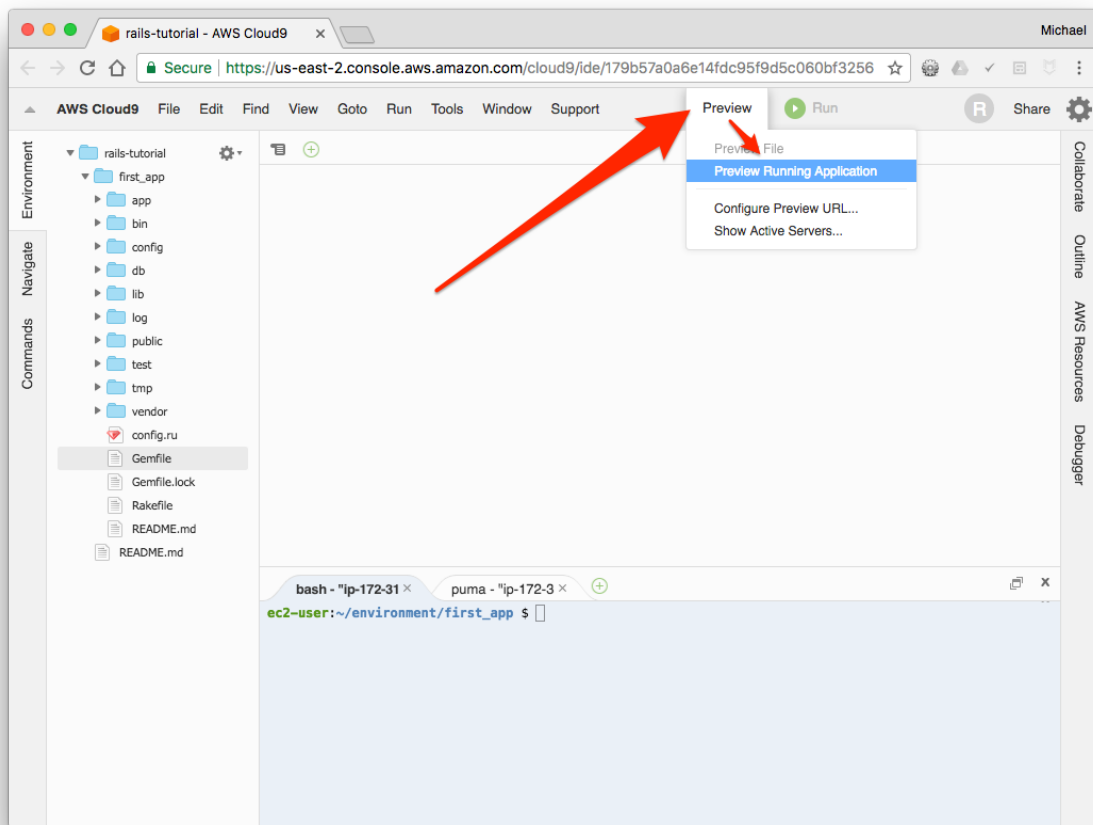 rails-tutorial - AWS Cloud9
Michael
Secure | https://us-east-2.console.aws.amazon.com/cloud9/ide/179b57a0a6e14fdc95f9d5c060bf3256
AWS Cloud9 File Edit Find View Goto Run Tools Window Support Preview Run R Share
Preview File
Preview Running Application
Configure Preview URL...
Show Active Servers...
Environment
Navigate
Commands
rails-tutorial
first_app
app
bin
config
db
lib
log
public
test
tmp
vendor
config.ru
Gemfile
Gemfile.lock
Rakefile
README.md
README.md
Collaborate
Outline
AWS Resources
Debugger
bash - "ip-172-31
puma - "ip-172-3
ec2-user:~/environment/first_app $